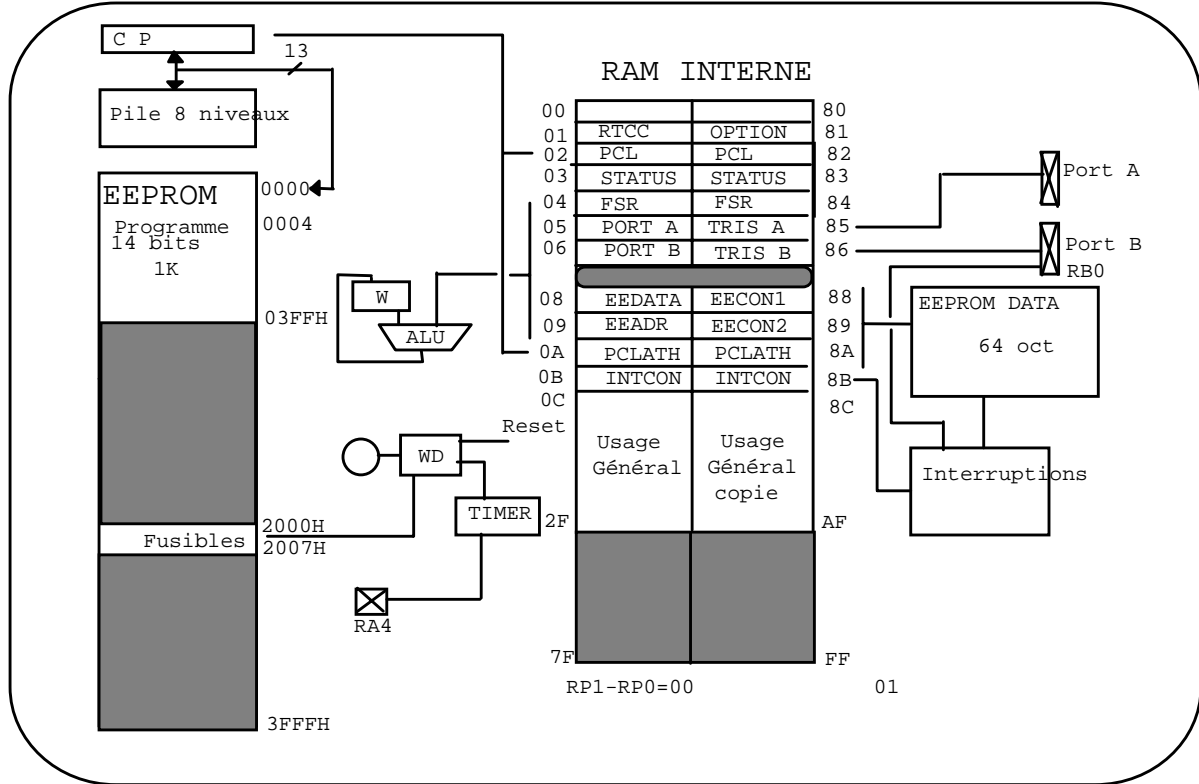 C P
13
Pile 8 niveaux
EEPROM
0000
Programme
14 bits
1K
0004
03FFH
2000H
Fusibles
2007H
3FFFH
W
ALU
Reset
WD
TIMER
RA4
RAM INTERNE
00 80
01 RTCC OPTION 81
02 PCL PCL 82
03 STATUS STATUS 83
04 FSR FSR 84
05 PORT A TRIS A 85
06 PORT B TRIS B 86
08 EEDATA EECON1 88
09 EEADR EECON2 89
0A PCLATH PCLATH 8A
0B INTCON INTCON 8B
0C 8C
Usage
Général
Usage
Général
copie
2F AF
7F FF
RP1-RP0=00 01
Port A
Port B
RB0
EEPROM DATA
64 oct
Interruptions